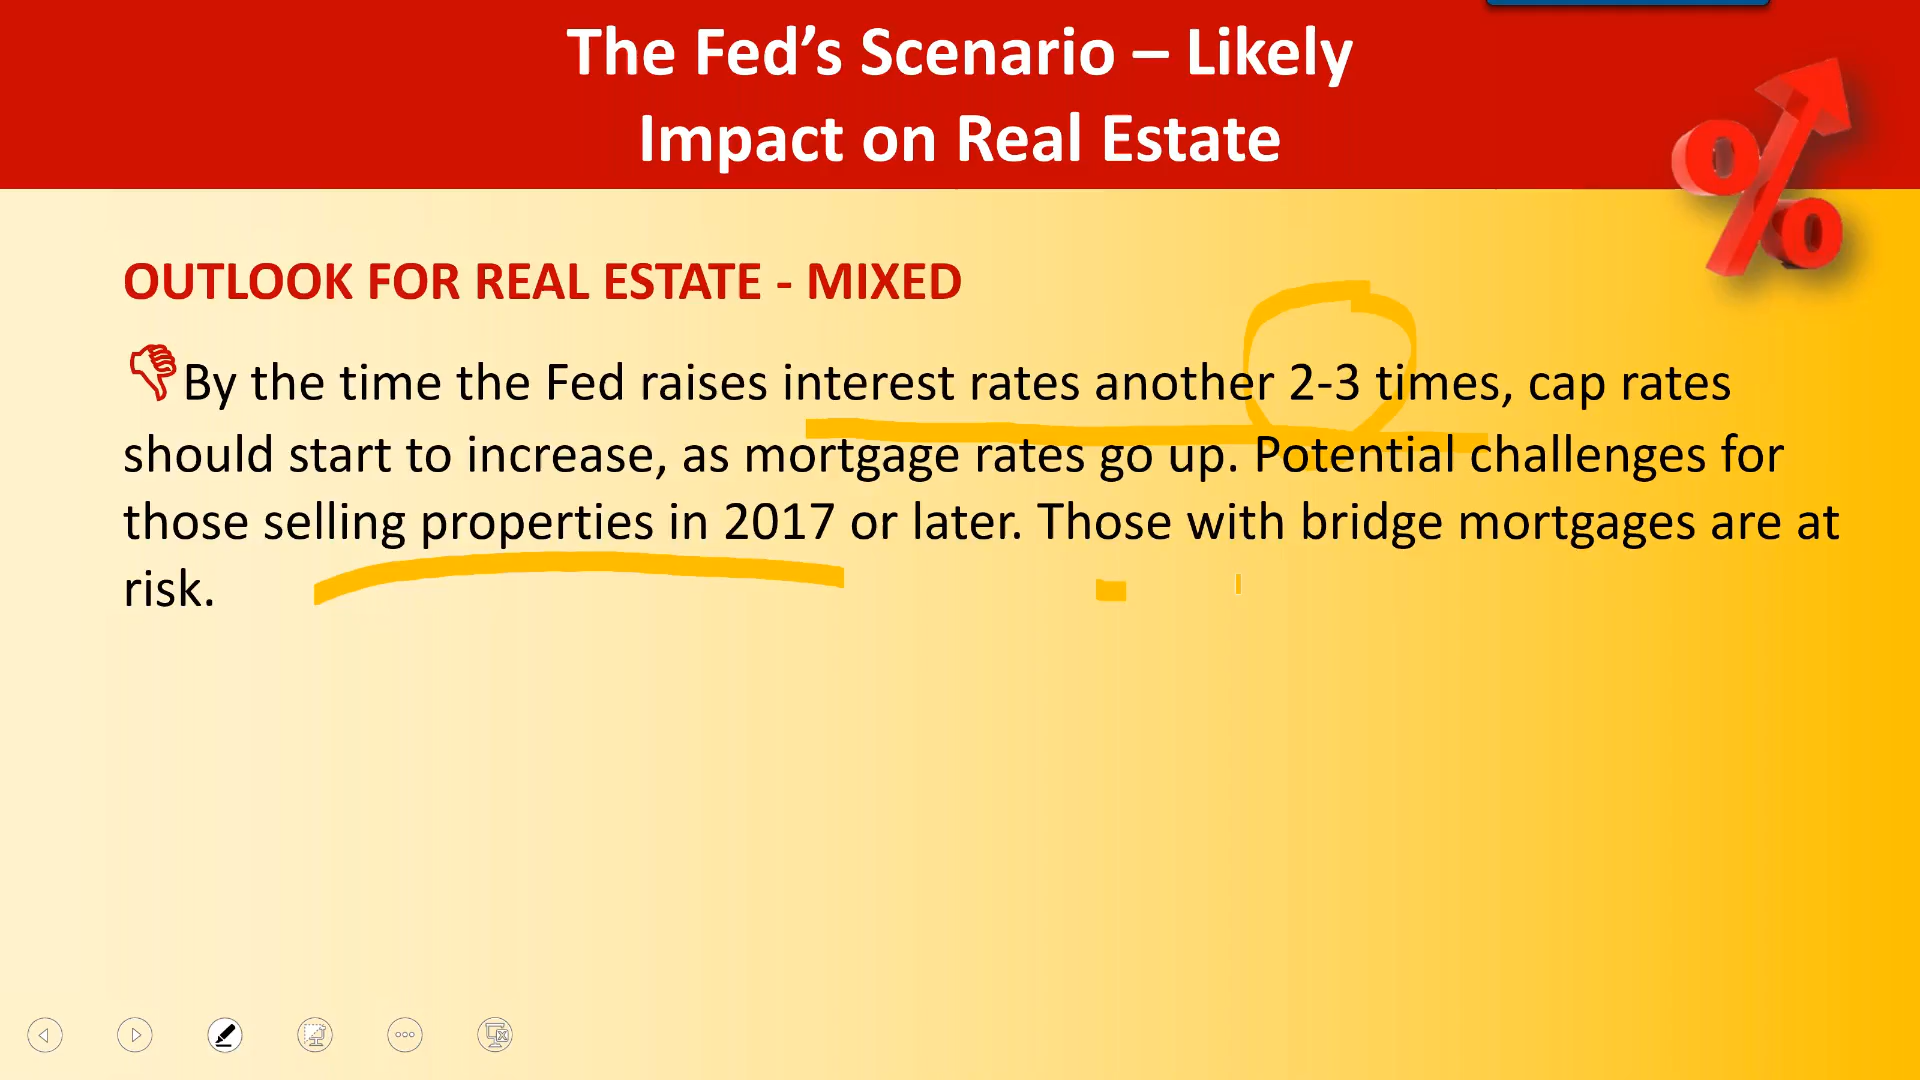 The Fed’s Scenario – Likely
Impact on Real Estate
%
OUTLOOK FOR REAL ESTATE - MIXED
By the time the Fed raises interest rates another 2-3 times, cap rates
should start to increase, as mortgage rates go up. Potential challenges for
those selling properties in 2017 or later. Those with bridge mortgages are at
risk.